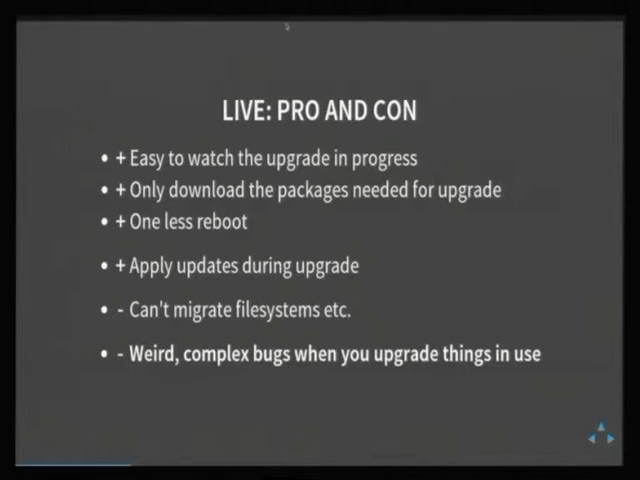 LIVE: PRO AND CON
• + Easy to watch the upgrade in progress
• + Only download the packages needed for upgrade
• + One less reboot
• + Apply updates during upgrade
• - Can't migrate filesystems etc.
• - Weird, complex bugs when you upgrade things in use